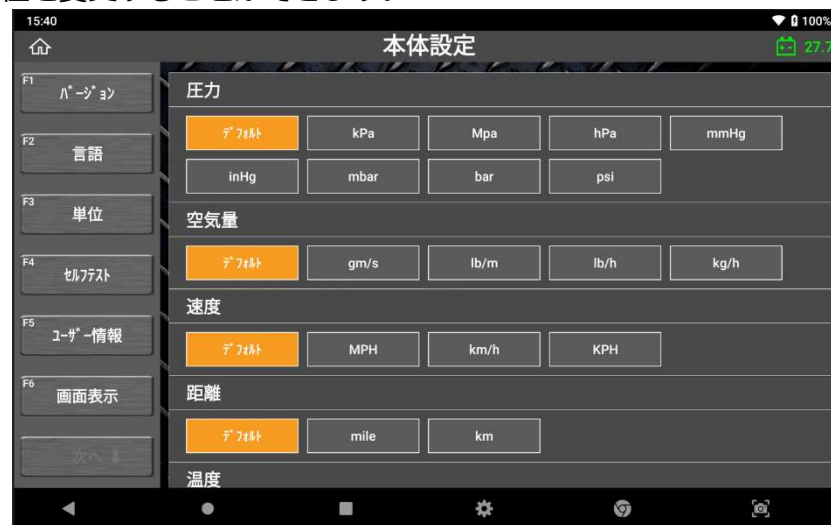 15:40
100%
本体設定
27.7
F1 ﾊﾞｰｼﾞｮﾝ
F2 言語
F3 単位
F4 ｾﾙﾌﾃｽﾄ
F5 ﾕｰｻﾞｰ情報
F6 画面表示
次へ ⬇
圧力
ﾃﾞﾌｫﾙﾄ kPa Mpa hPa mmHg
inHg mbar bar psi
空気量
ﾃﾞﾌｫﾙﾄ gm/s lb/m lb/h kg/h
速度
ﾃﾞﾌｫﾙﾄ MPH km/h KPH
距離
ﾃﾞﾌｫﾙﾄ mile km
温度